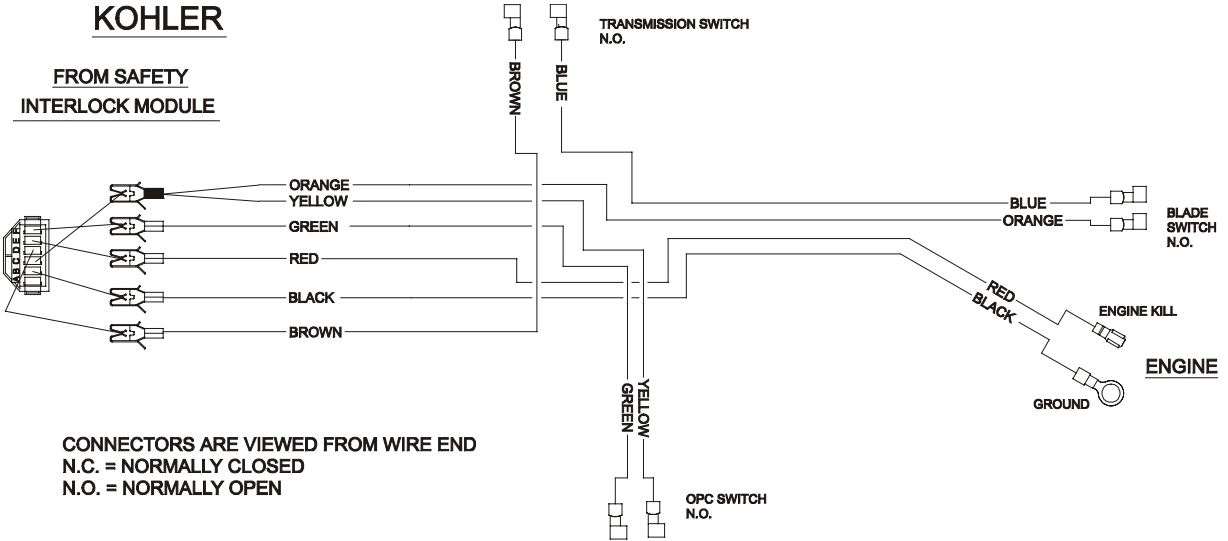 KOHLER
FROM SAFETY
INTERLOCK MODULE
TRANSMISSION SWITCH
N.O.
BROWN
BLUE
ORANGE
YELLOW
GREEN
RED
BLACK
BROWN
A B C D E F
BLUE
ORANGE
BLADE
SWITCH
N.O.
RED
BLACK
ENGINE KILL
ENGINE
GROUND
YELLOW
GREEN
CONNECTORS ARE VIEWED FROM WIRE END
N.C. = NORMALLY CLOSED
N.O. = NORMALLY OPEN
OPC SWITCH
N.O.